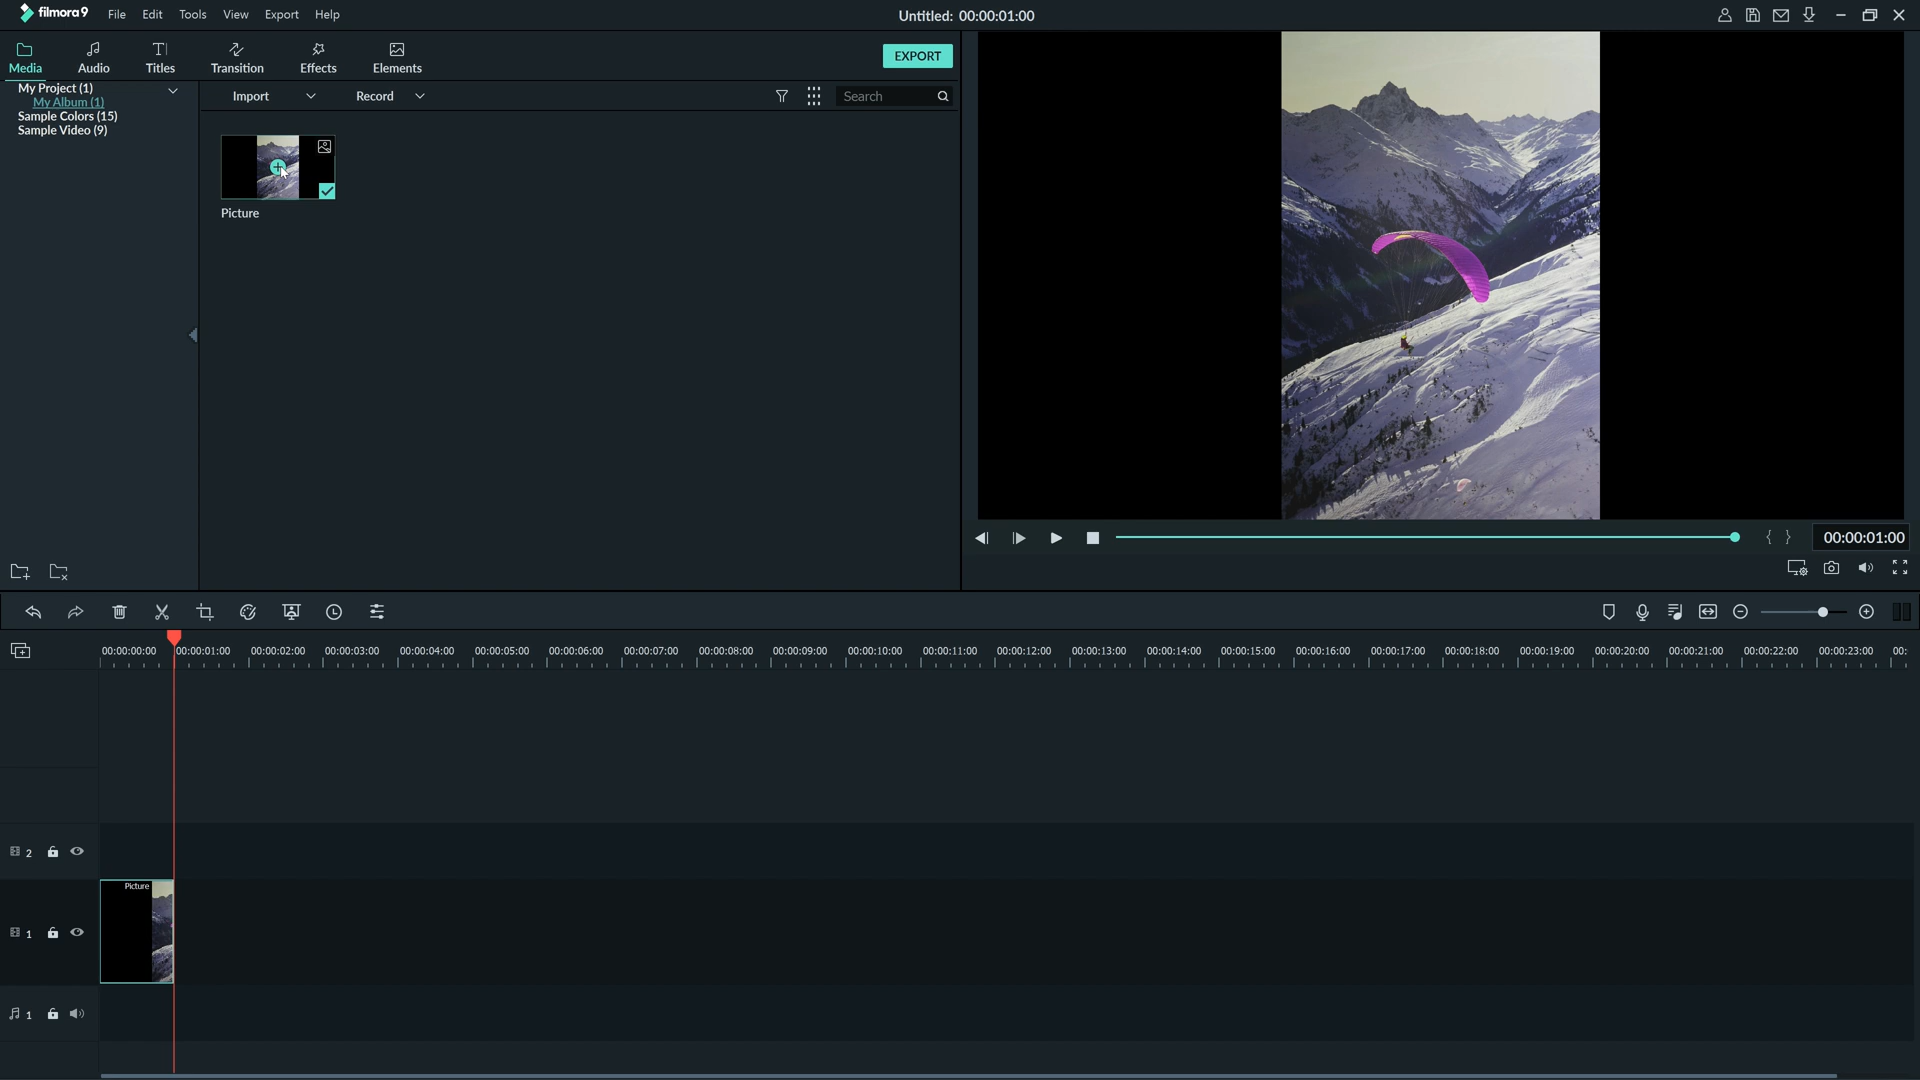 filmora9 File Edit Tools View Export Help
Untitled: 00:00:01:00
Media Audio Titles Transition Effects Elements
EXPORT
My Project (1)
My Album (1)
Sample Colors (15)
Sample Video (9)
Import Record Search
Picture
00:00:01:00
00:00:00:00 00:00:01:00 00:00:02:00 00:00:03:00 00:00:04:00 00:00:05:00 00:00:06:00 00:00:07:00 00:00:08:00 00:00:09:00 00:00:10:00 00:00:11:00 00:00:12:00 00:00:13:00 00:00:14:00 00:00:15:00 00:00:16:00 00:00:17:00 00:00:18:00 00:00:19:00 00:00:20:00 00:00:21:00 00:00:22:00 00:00:23:00 00:
2
Picture
1
1